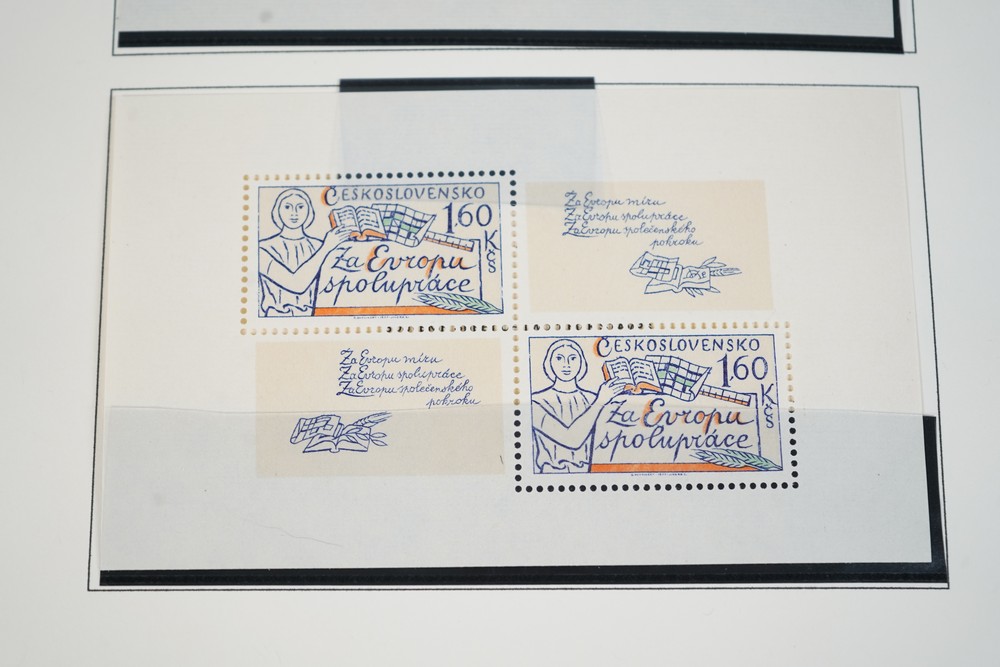 ČESKOSLOVENSKO
1,60
Kčs
Za Evropu
spolupráce
Za Evropu míru
Za Evropu spolupráce
Za Evropu společenského
pokroku
Za Evropu míru
Za Evropu spolupráce
Za Evropu společenského
pokroku
ČESKOSLOVENSKO
1,60
Kčs
Za Evropu
spolupráce